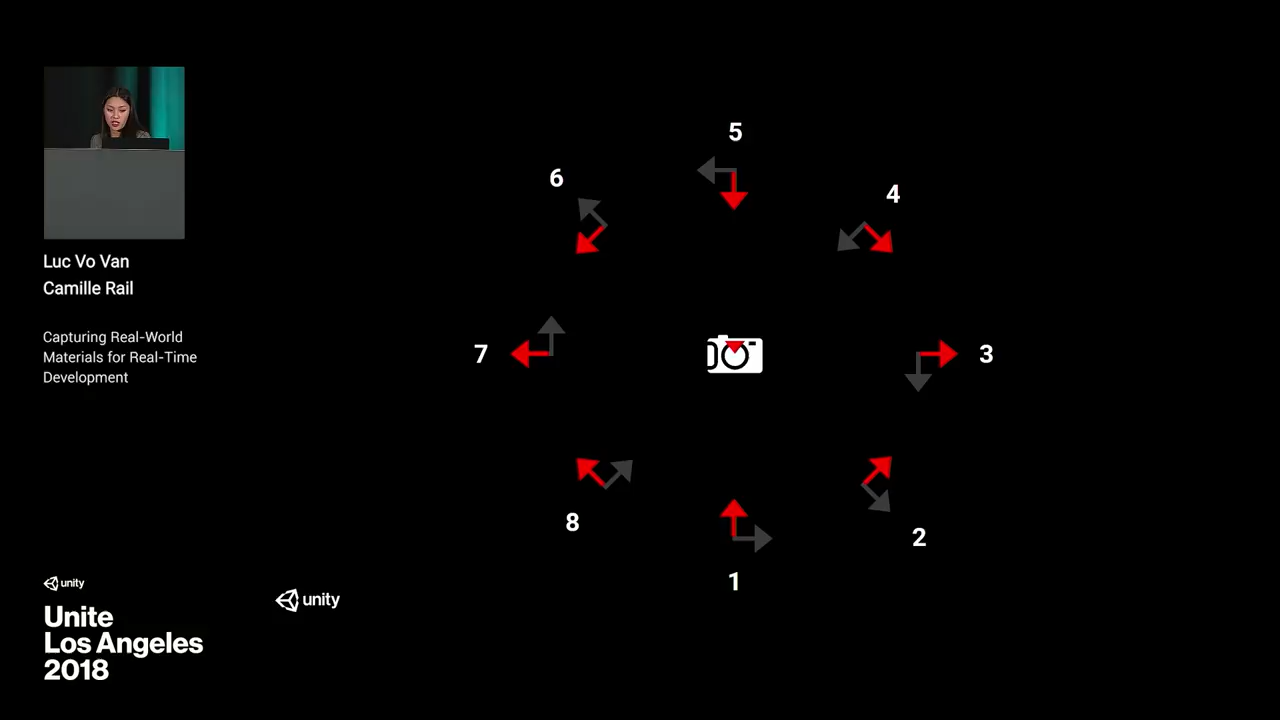 Luc Vo Van
Camille Rail
Capturing Real-World
Materials for Real-Time
Development
unity
Unite
Los Angeles
2018
unity
5
6
4
7
3
8
2
1